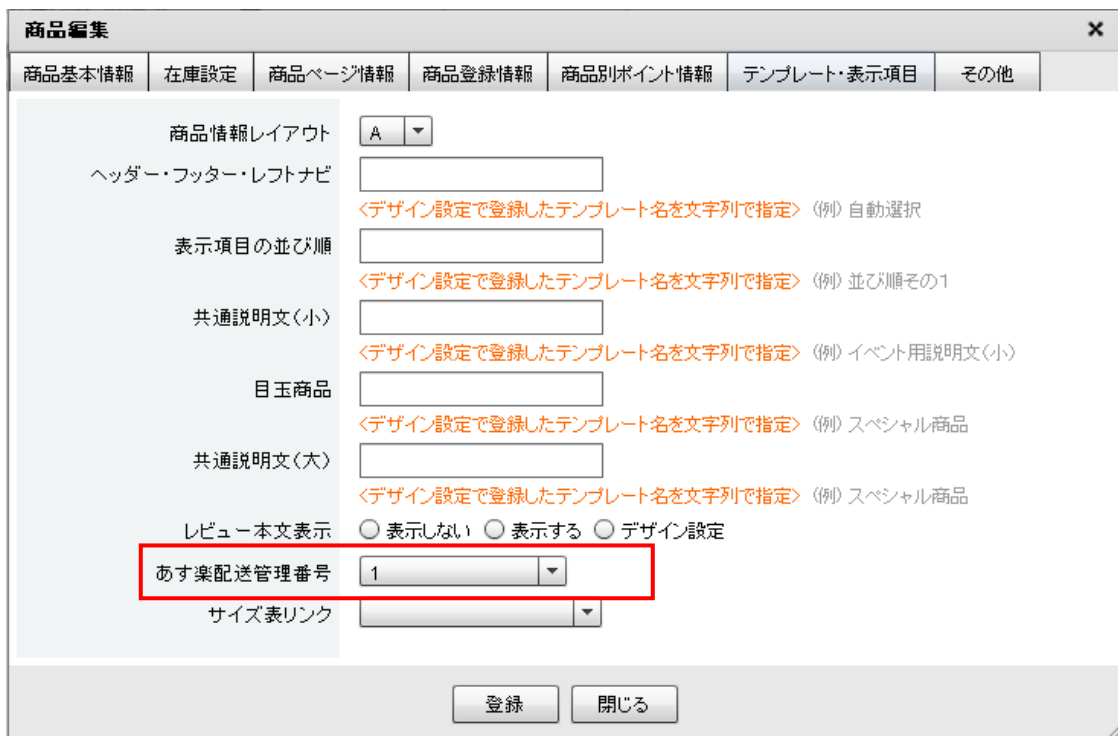 商品編集 ×
商品基本情報 在庫設定 商品ページ情報 商品登録情報 商品別ポイント情報 テンプレート・表示項目 その他
商品情報レイアウト A
ヘッダー・フッター・レフトナビ
<デザイン設定で登録したテンプレート名を文字列で指定> (例) 自動選択
表示項目の並び順
<デザイン設定で登録したテンプレート名を文字列で指定> (例) 並び順その1
共通説明文(小)
<デザイン設定で登録したテンプレート名を文字列で指定> (例) イベント用説明文(小)
目玉商品
<デザイン設定で登録したテンプレート名を文字列で指定> (例) スペシャル商品
共通説明文(大)
<デザイン設定で登録したテンプレート名を文字列で指定> (例) スペシャル商品
レビュー本文表示 表示しない 表示する デザイン設定
あす楽配送管理番号 1
サイズ表リンク
登録 閉じる